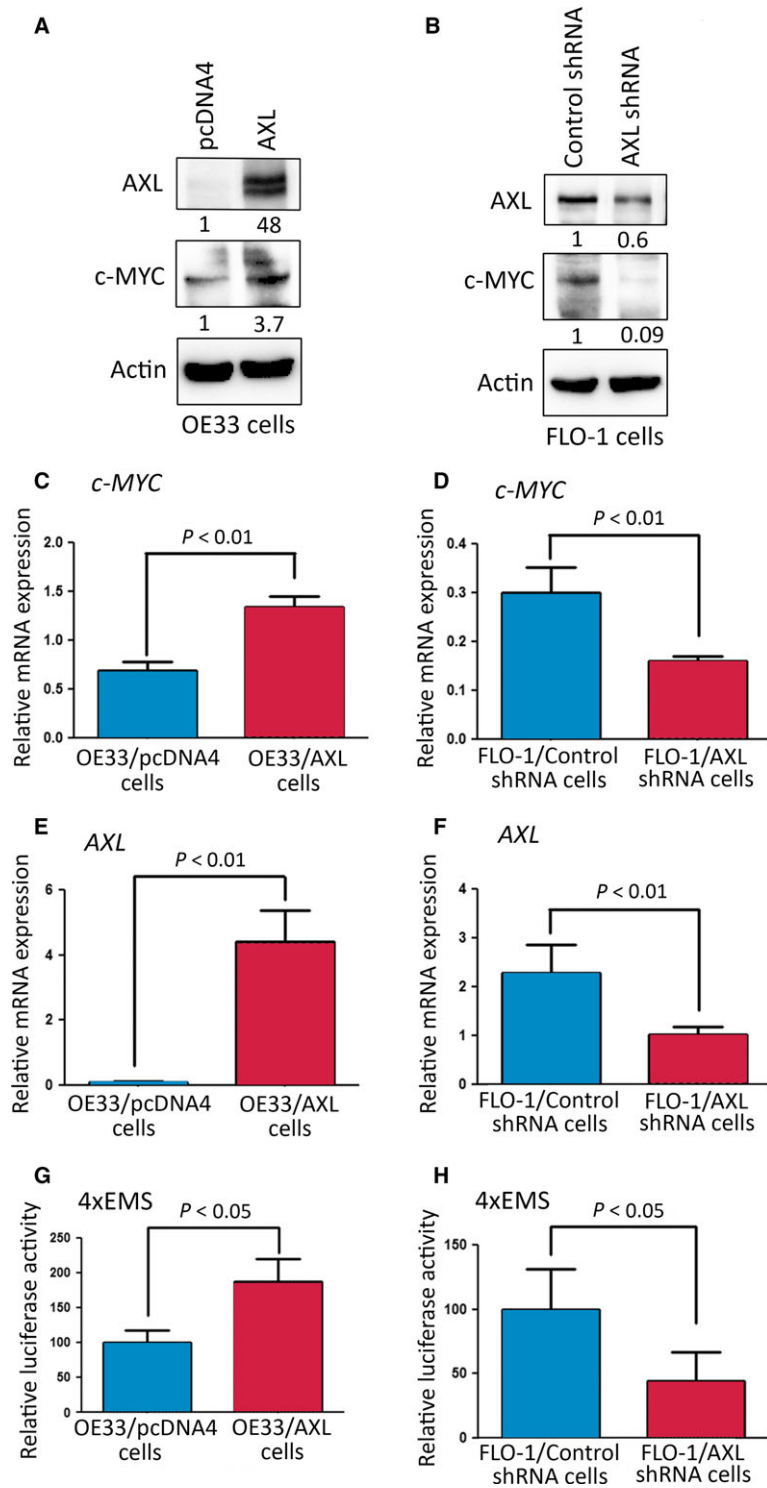 A
pcDNA4
AXL
AXL
1 48
c-MYC
1 3.7
Actin
OE33 cells
B
Control shRNA
AXL shRNA
AXL
1 0.6
c-MYC
1 0.09
Actin
FLO-1 cells
C
c-MYC
P < 0.01
Relative mRNA expression
2.0
1.5
1.0
0.5
0.0
OE33/pcDNA4
cells
OE33/AXL
cells
D
c-MYC
P < 0.01
Relative mRNA expression
0.4
0.3
0.2
0.1
0.0
FLO-1/Control
shRNA cells
FLO-1/AXL
shRNA cells
E
AXL
P < 0.01
Relative mRNA expression
6
4
2
0
OE33/pcDNA4
cells
OE33/AXL
cells
F
AXL
P < 0.01
Relative mRNA expression
4
3
2
1
0
FLO-1/Control
shRNA cells
FLO-1/AXL
shRNA cells
G
4xEMS
P < 0.05
Relative luciferase activity
250
200
150
100
50
0
OE33/pcDNA4
cells
OE33/AXL
cells
H
4xEMS
P < 0.05
Relative luciferase activity
150
100
50
0
FLO-1/Control
shRNA cells
FLO-1/AXL
shRNA cells